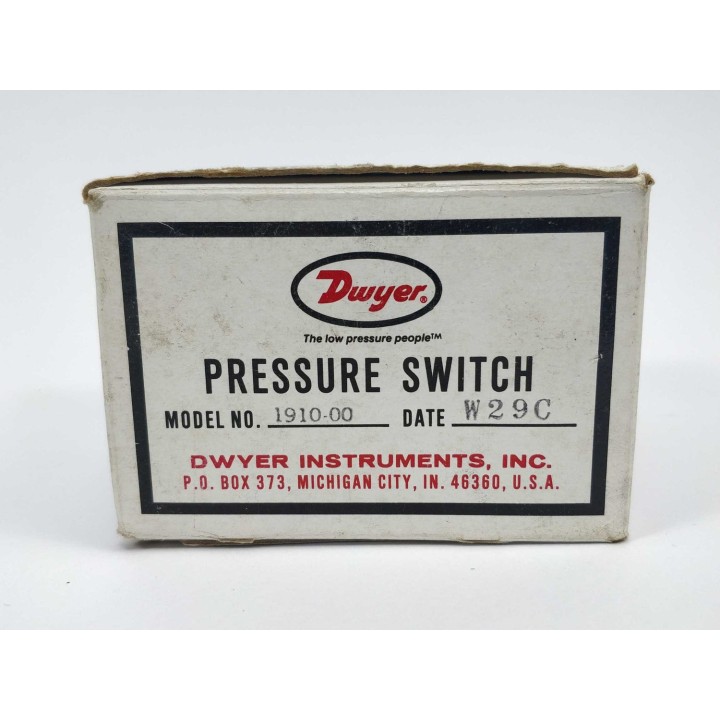 Dwyer®
The low pressure people™
PRESSURE SWITCH
MODEL NO. 1910-00 DATE W29C
DWYER INSTRUMENTS, INC.
P.O. BOX 373, MICHIGAN CITY, IN. 46360, U.S.A.